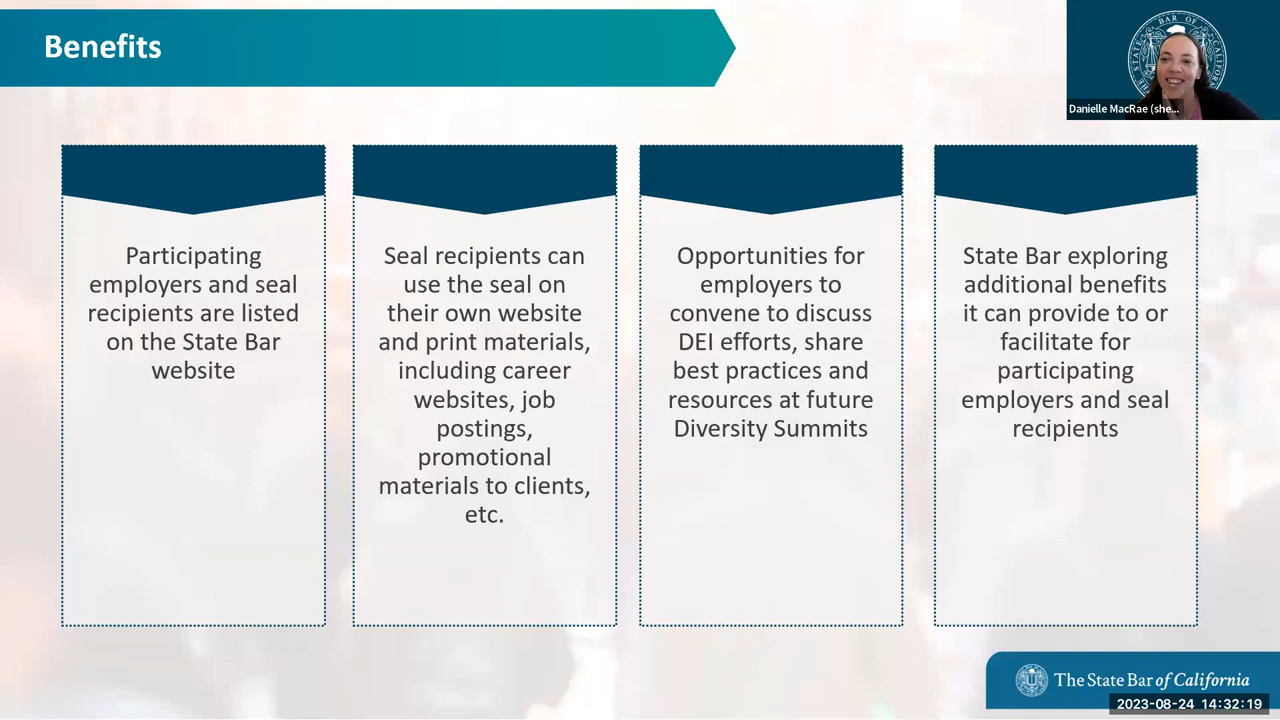 Benefits
Danielle MacRae (she...
Participating
employers and seal
recipients are listed
on the State Bar
website
Seal recipients can
use the seal on
their own website
and print materials,
including career
websites, job
postings,
promotional
materials to clients,
etc.
Opportunities for
employers to
convene to discuss
DEI efforts, share
best practices and
resources at future
Diversity Summits
State Bar exploring
additional benefits
it can provide to or
facilitate for
participating
employers and seal
recipients
The State Bar of California
2023-08-24 14:32:19